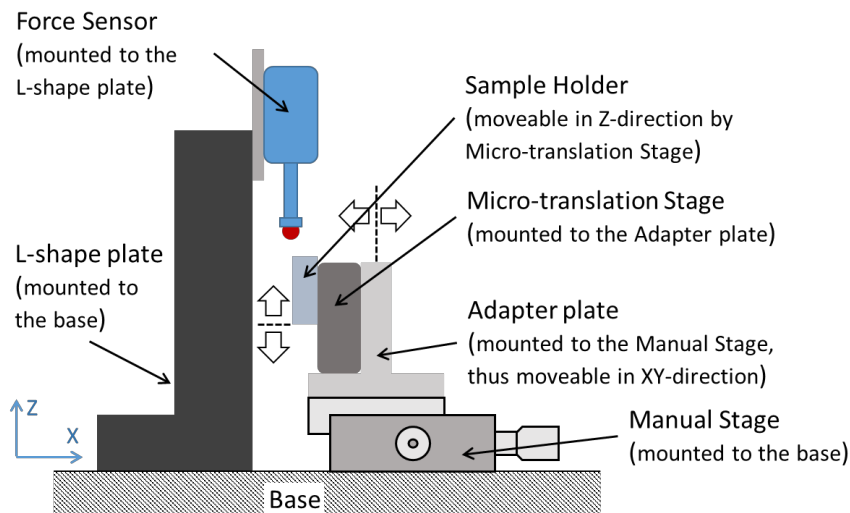 Force Sensor
(mounted to the
L-shape plate)
Sample Holder
(moveable in Z-direction by
Micro-translation Stage)
Micro-translation Stage
(mounted to the Adapter plate)
L-shape plate
(mounted to
the base)
Adapter plate
(mounted to the Manual Stage,
thus moveable in XY-direction)
Manual Stage
(mounted to the base)
Z
X
Base